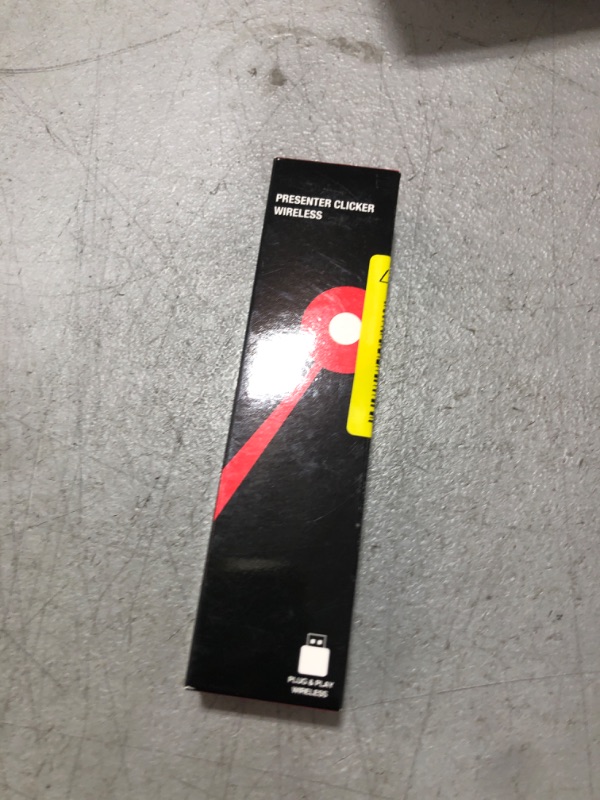 PRESENTER CLICKER
WIRELESS
PLUG & PLAY
WIRELESS